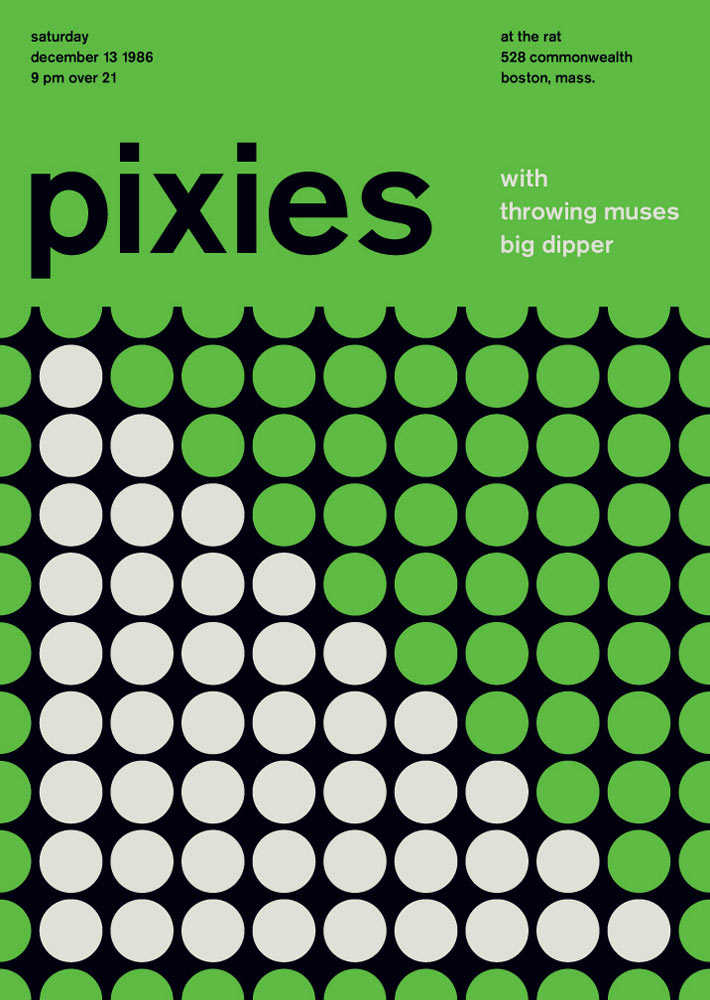 saturday
december 13 1986
9 pm over 21
at the rat
528 commonwealth
boston, mass.
pixies
with
throwing muses
big dipper